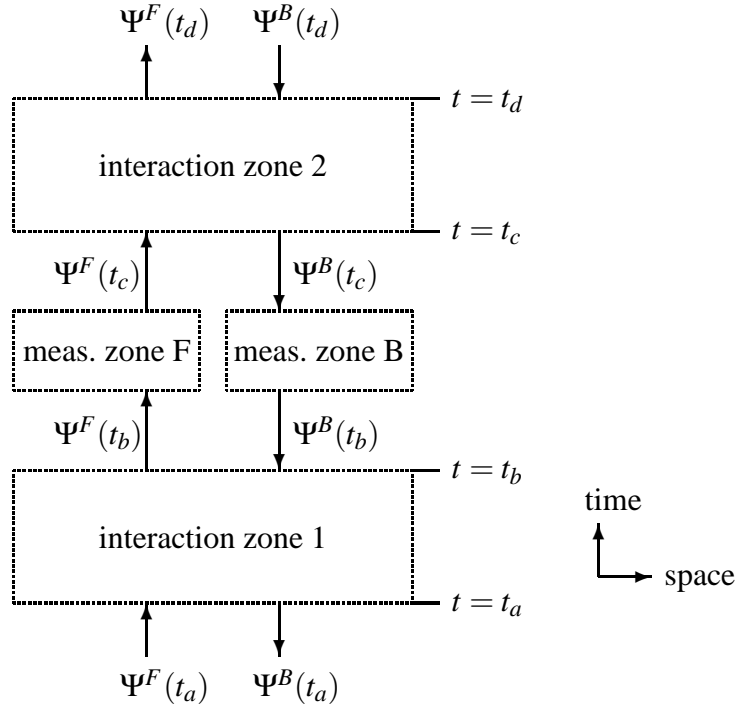 Ψ^F(t_d) Ψ^B(t_d)
t = t_d
interaction zone 2
t = t_c
Ψ^F(t_c) Ψ^B(t_c)
meas. zone F meas. zone B
Ψ^F(t_b) Ψ^B(t_b)
t = t_b
time
interaction zone 1
space
t = t_a
Ψ^F(t_a) Ψ^B(t_a)